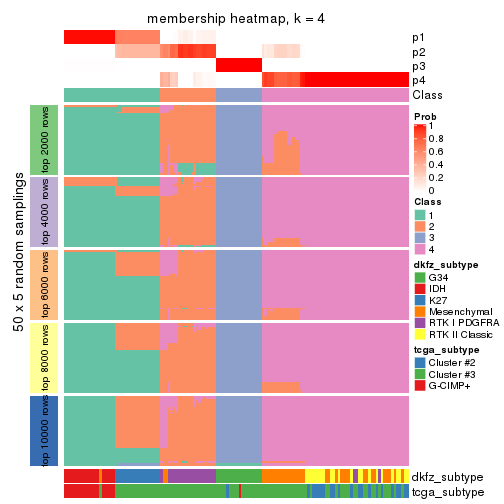 membership heatmap, k = 4
p1
p2
p3
p4
Class
50 x 5 random samplings
top 2000 rows
top 4000 rows
top 6000 rows
top 8000 rows
top 10000 rows
Prob
1
0.8
0.6
0.4
0.2
0
Class
1
2
3
4
dkfz_subtype
G34
IDH
K27
Mesenchymal
RTK I PDGFRA
RTK II Classic
tcga_subtype
Cluster #2
Cluster #3
G-CIMP+
dkfz_subtype
tcga_subtype